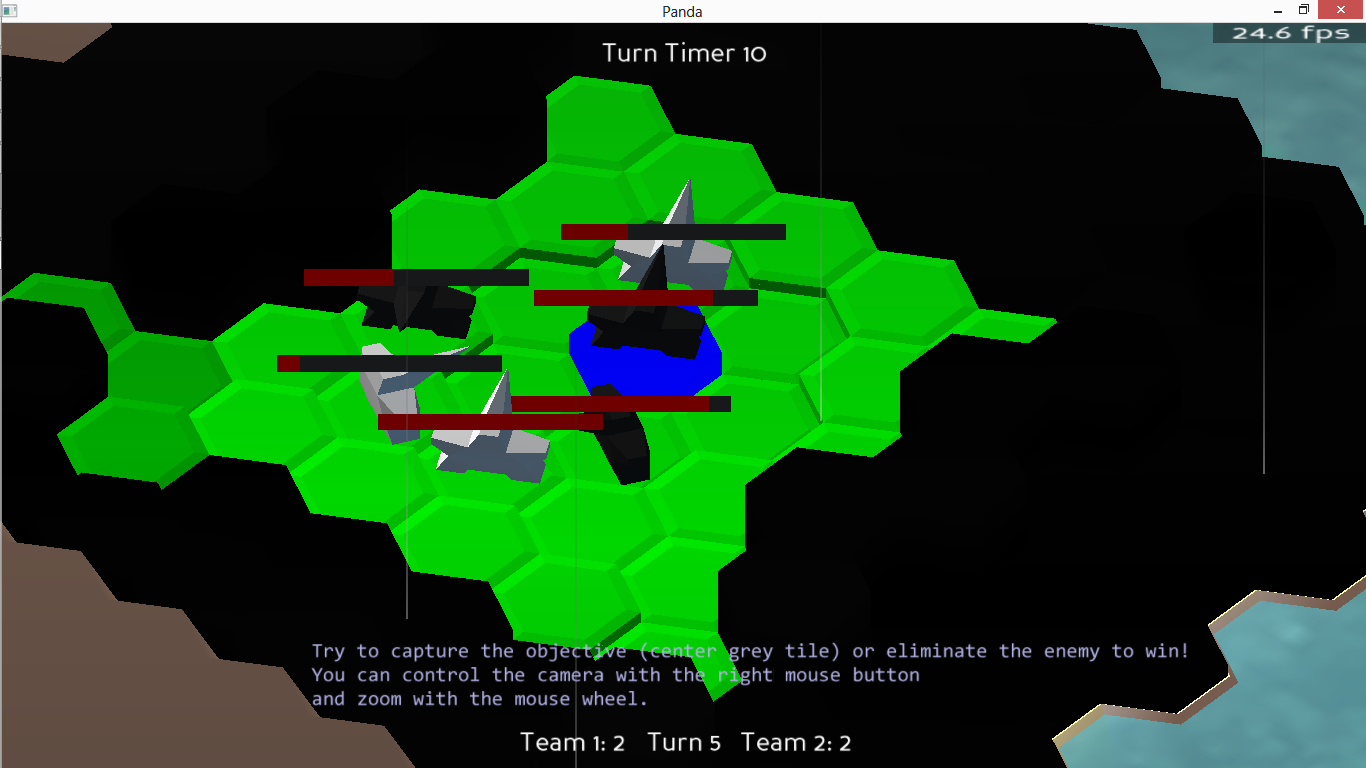 Panda
24.6 fps
Turn Timer 10
Try to capture the objective (center grey tile) or eliminate the enemy to win!
You can control the camera with the right mouse button
and zoom with the mouse wheel.
Team 1: 2 Turn 5 Team 2: 2